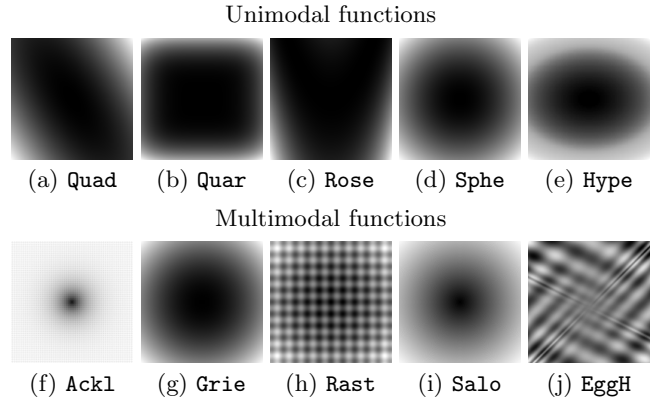 Unimodal functions
(a) Quad (b) Quar (c) Rose (d) Sphe (e) Hype
Multimodal functions
(f) Ackl (g) Grie (h) Rast (i) Salo (j) EggH